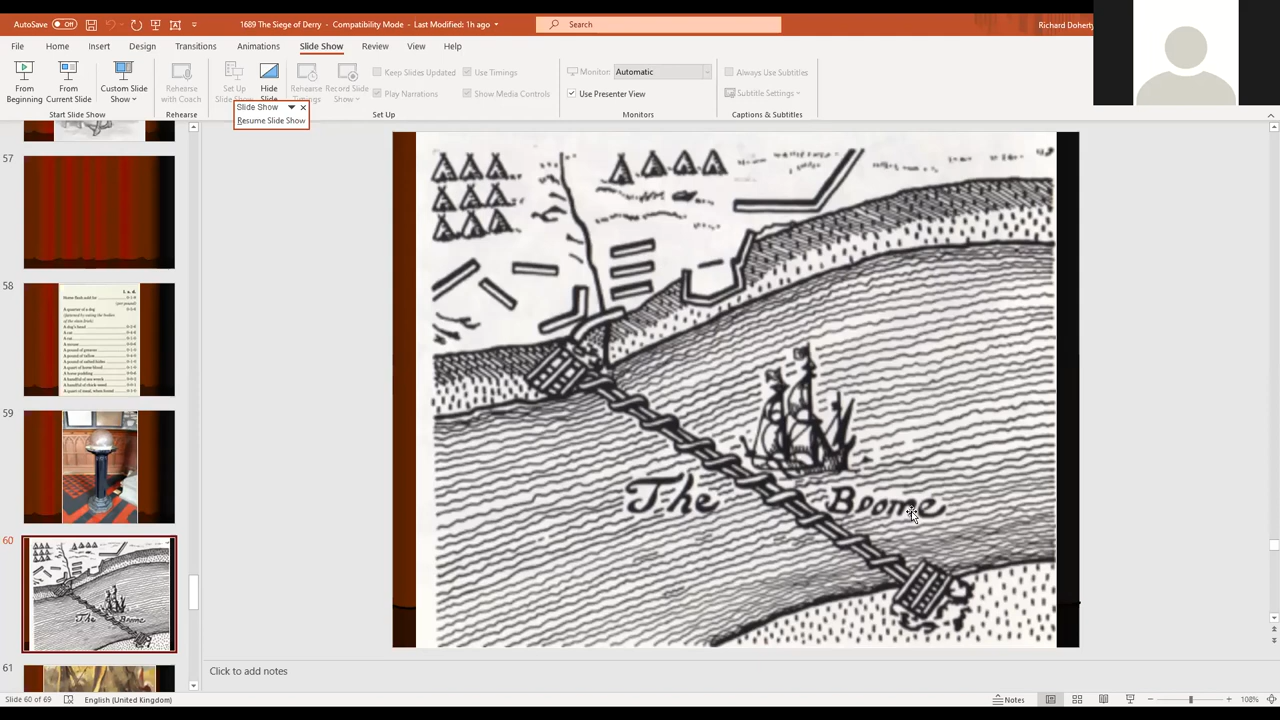 AutoSave Off 1689 The Siege of Derry - Compatibility Mode - Last Modified: 1h ago Search Richard Doherty
File Home Insert Design Transitions Animations Slide Show Review View Help
From Beginning
From Current Slide
Custom Slide Show
Start Slide Show
Rehearse with Coach
Rehearse
Set Up Slide Show
Hide Slide
Rehearse Timings
Record Slide Show
Keep Slides Updated
Use Timings
Play Narrations
Show Media Controls
Set Up
Monitor: Automatic
Use Presenter View
Monitors
Always Use Subtitles
Subtitle Settings
Captions & Subtitles
Slide Show
Resume Slide Show
57
58
59
60
61
The Boome
Click to add notes
Slide 60 of 69 English (United Kingdom) Notes 108%